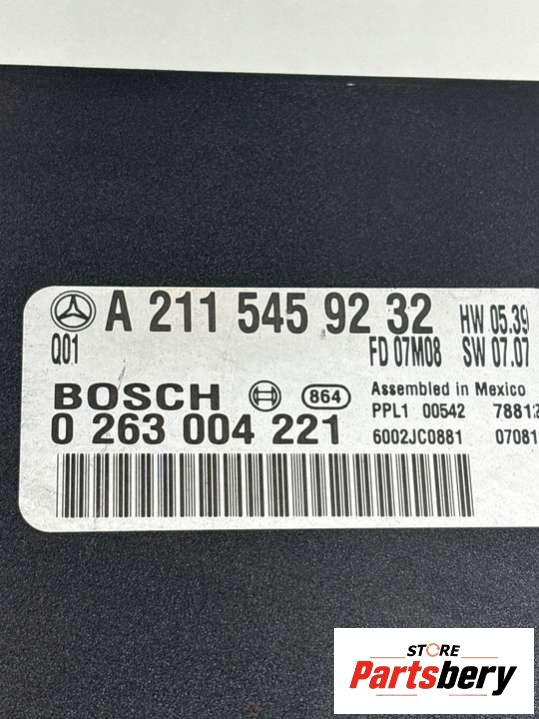 A 211 545 92 32 HW 05.39
Q01 FD 07M08 SW 07.07
BOSCH 864 Assembled in Mexico
0 263 004 221 PPL1 00542
6002JC0881
STORE
Partsbery